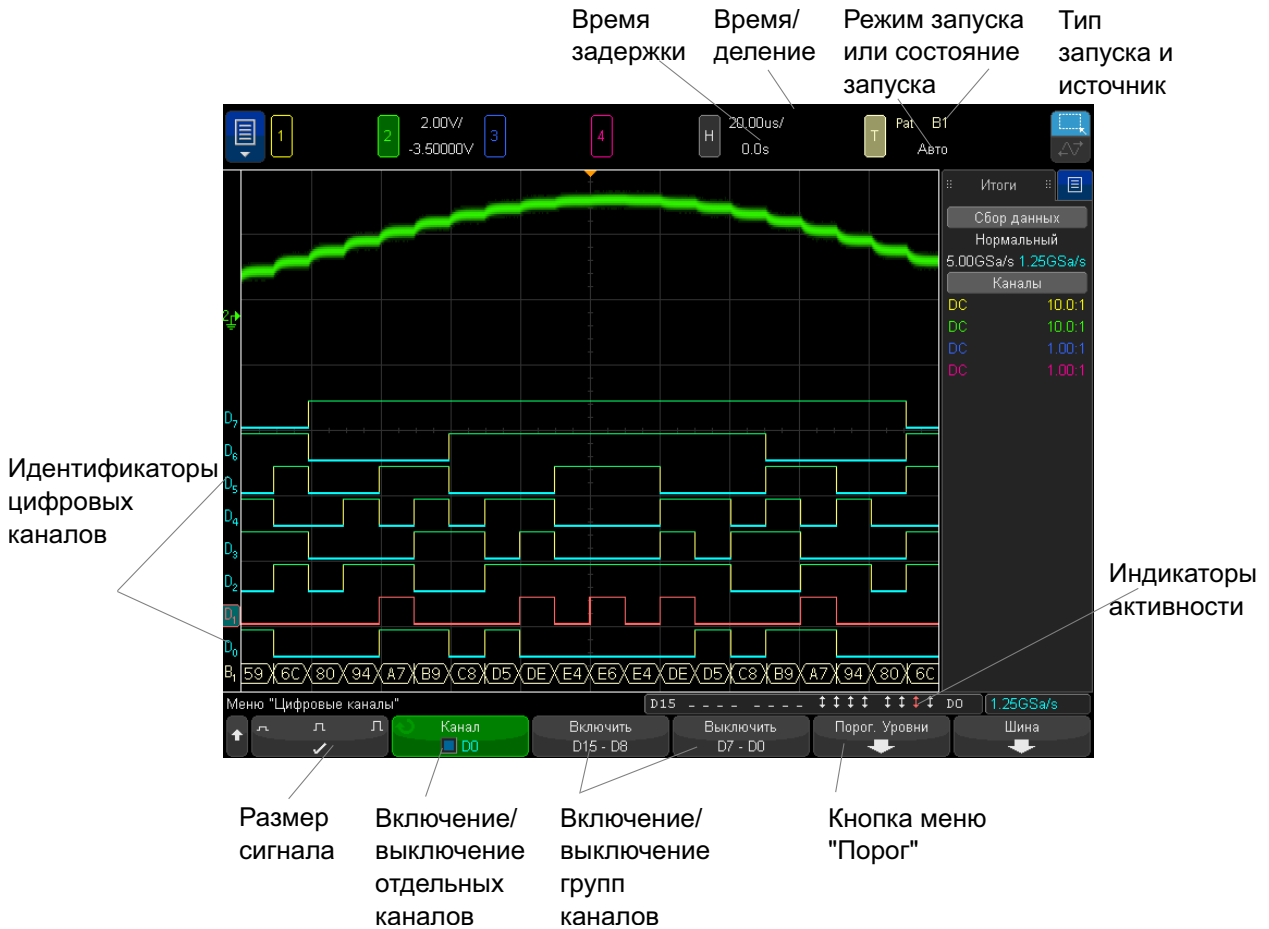 Время
задержки
Время/
деление
Режим запуска
или состояние
запуска
Тип
запуска и
источник
1
2
2.00V/
-3.50000V
3
4
H
20.00us/
0.0s
T
Pat B1
Авто
Итоги
Сбор данных
Нормальный
5.00GSa/s 1.25GSa/s
Каналы
DC 10.0:1
DC 10.0:1
DC 1.00:1
DC 1.00:1
2
D7
D6
D5
D4
D3
D2
D1
D0
B1 59 6C 80 94 A7 B9 C8 D5 DE E4 E6 E4 DE D5 C8 B9 A7 94 80 6C
Идентификаторы
цифровых
каналов
Индикаторы
активности
Меню "Цифровые каналы"
D15 _ _ _ _ _ _ _ _ ↕ ↕ ↕ ↕ ↕ ↕ ↕ ↕ D0
1.25GSa/s
Канал
D0
Включить
D15 - D8
Выключить
D7 - D0
Порог. Уровни
Шина
Размер
сигнала
Включение/
выключение
отдельных
каналов
Включение/
выключение
групп
каналов
Кнопка меню
"Порог"